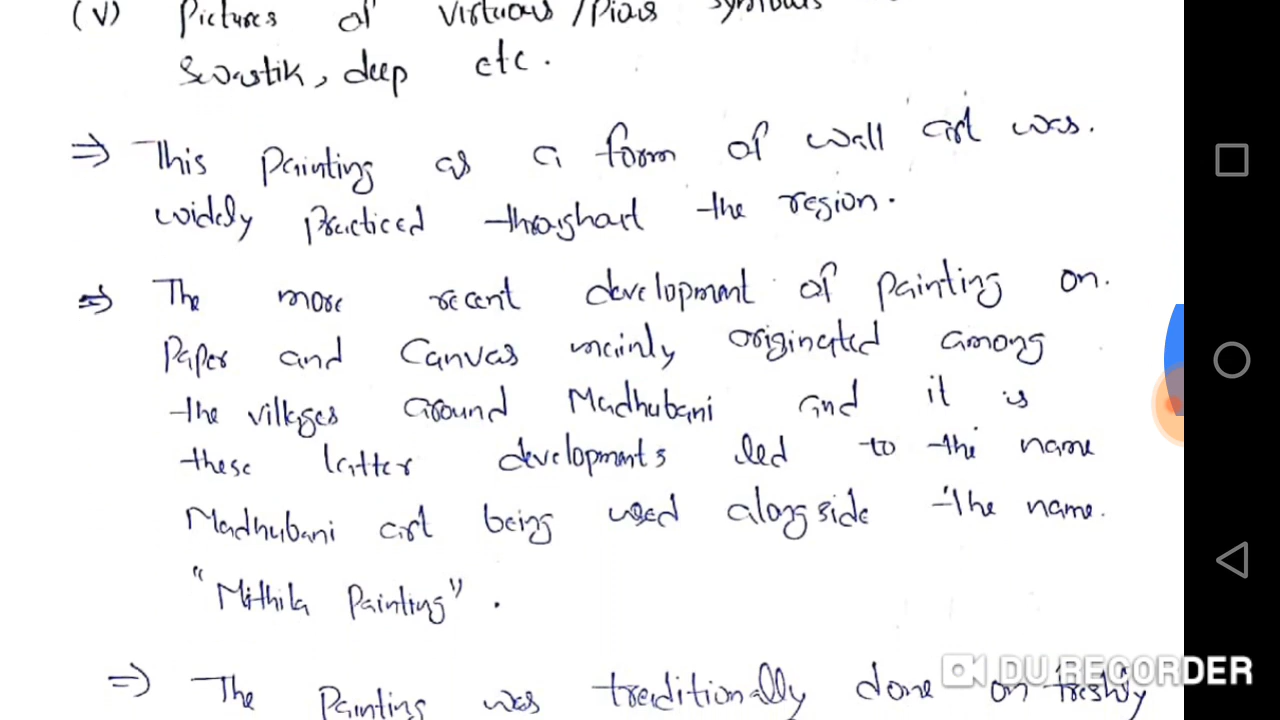 (v) Pictures of virtuous/Pious symbols
Swastik, deep etc.
⇒ This Painting as a form of wall art was.
widely practiced throughout the region.
⇒ The more recent development of painting on.
Paper and Canvas mainly originated among
the villages around Madhubani and it is
these latter developments led to the name
Madhubani art being used alongside the name.
"Mithila Painting".
⇒ The Painting was traditionally done on freshly
DU RECORDER